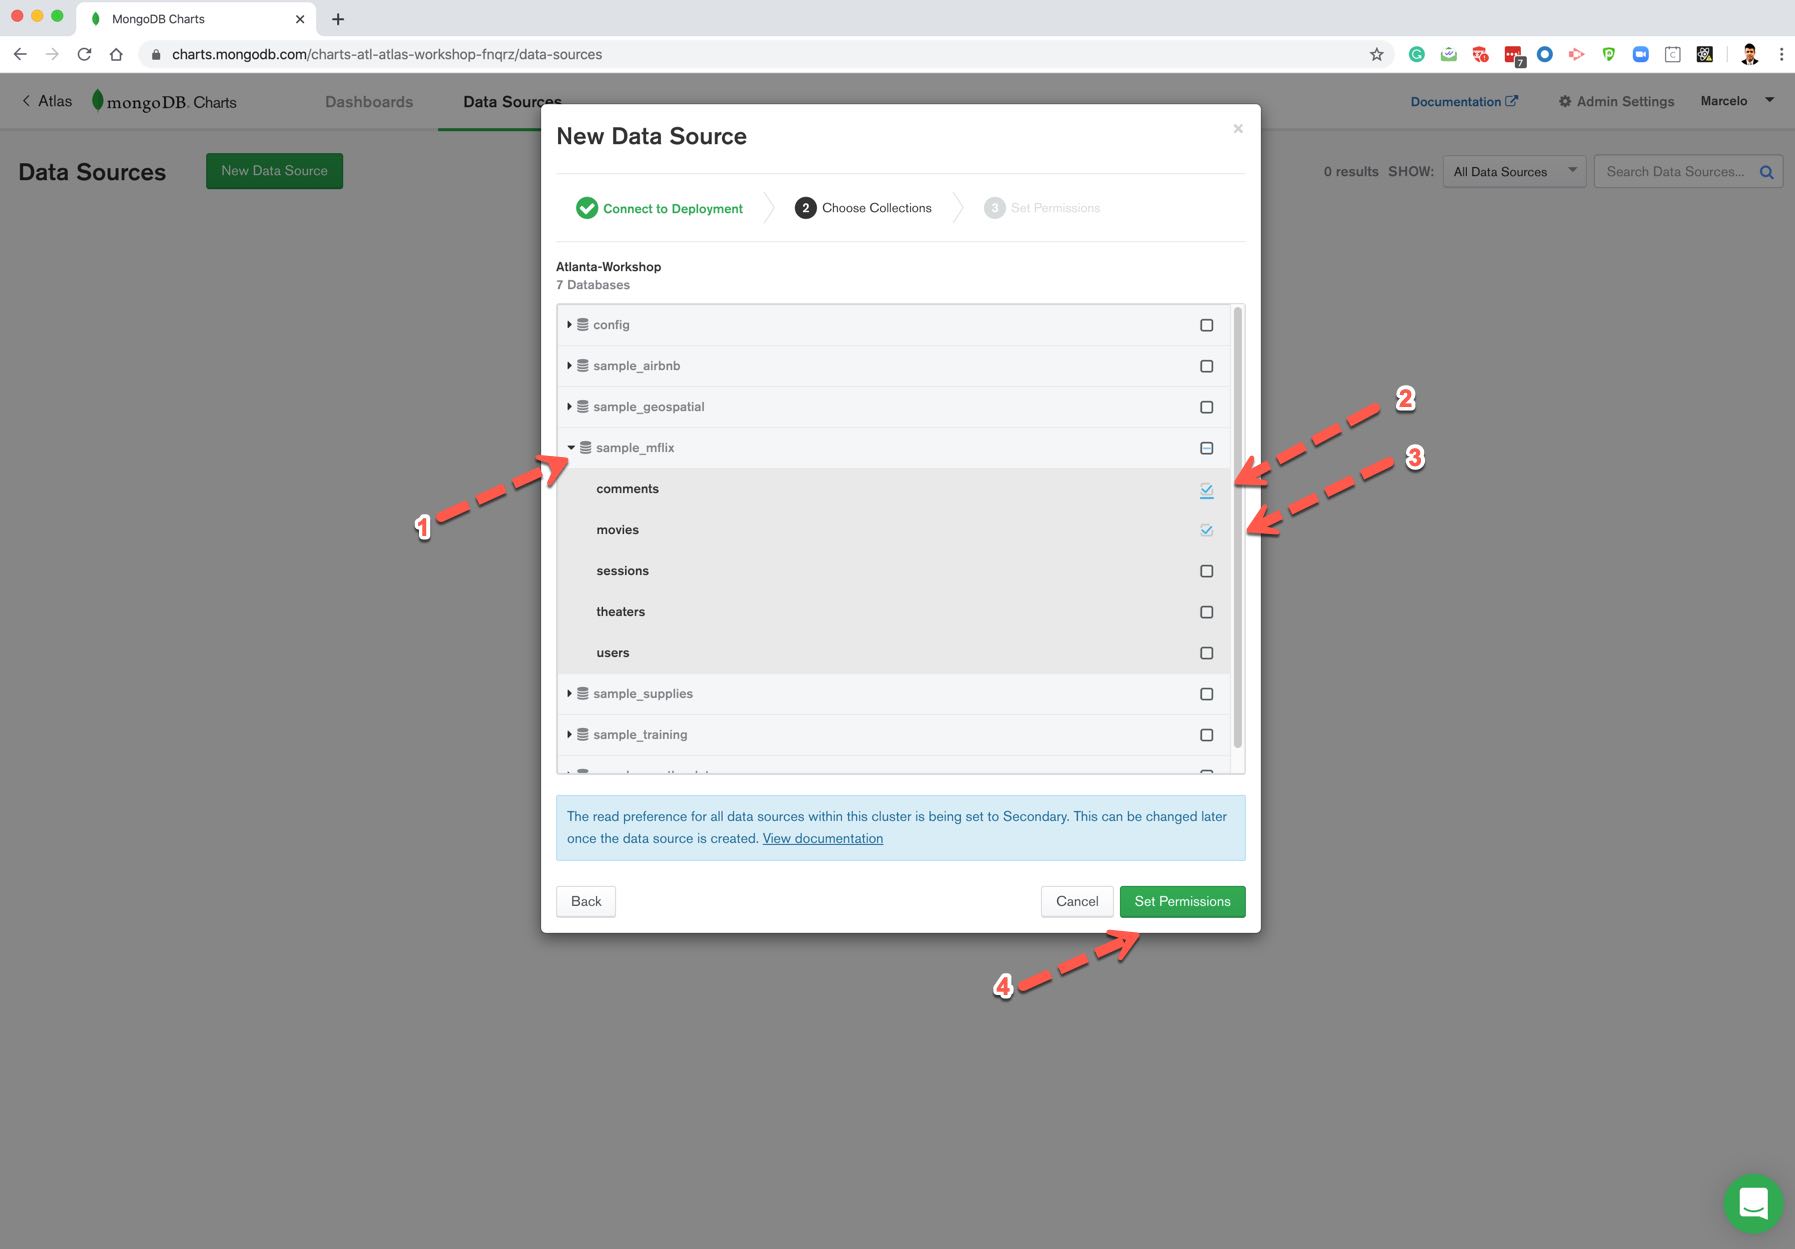 MongoDB Charts
charts.mongodb.com/charts-atl-atlas-workshop-fnqrz/data-sources
7
Atlas
mongoDB. Charts
Dashboards
Data Sources
Documentation
Admin Settings
Marcelo
Data Sources
New Data Source
0 results SHOW:
All Data Sources
Search Data Sources...
New Data Source
Connect to Deployment
2 Choose Collections
3 Set Permissions
Atlanta-Workshop
7 Databases
config
sample_airbnb
sample_geospatial
2
sample_mflix
3
comments
1
movies
sessions
theaters
users
sample_supplies
sample_training
The read preference for all data sources within this cluster is being set to Secondary. This can be changed later
once the data source is created. View documentation
Back
Cancel
Set Permissions
4